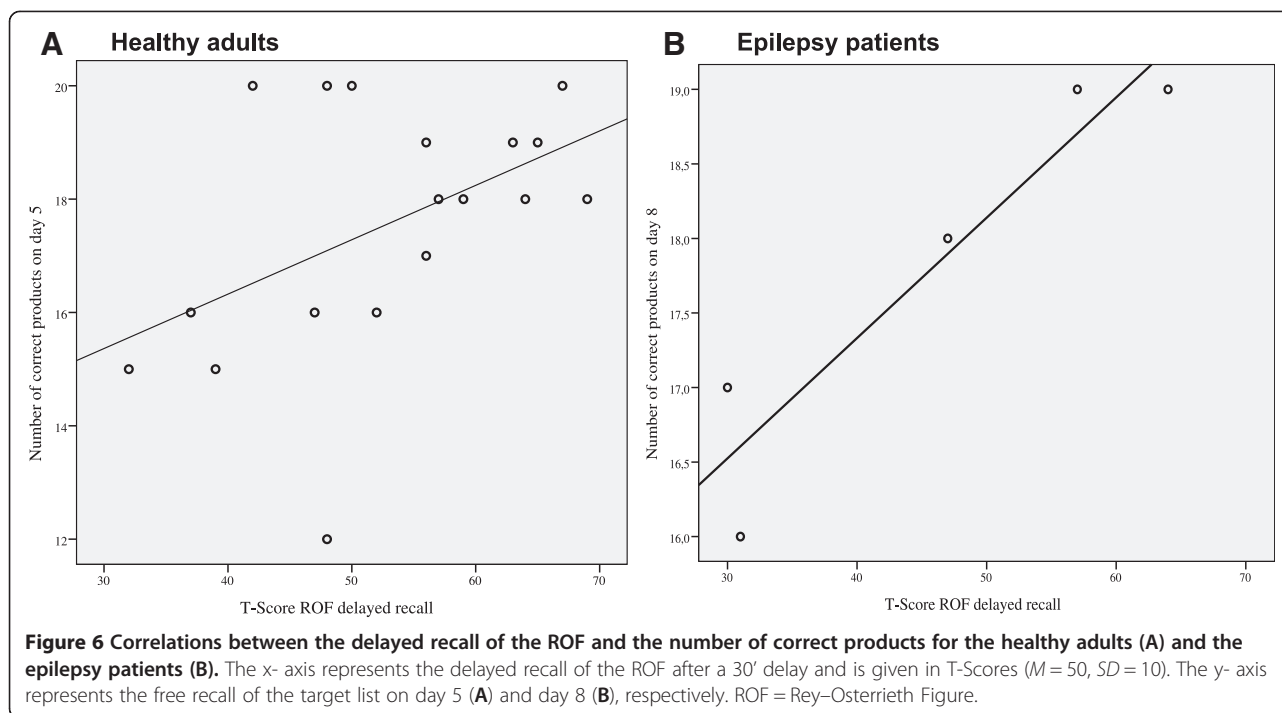 A Healthy adults
20
18
16
14
12
Number of correct products on day 5
30 40 50 60 70
T-Score ROF delayed recall
B Epilepsy patients
19,0
18,5
18,0
17,5
17,0
16,5
16,0
Number of correct products on day 8
30 40 50 60 70
T-Score ROF delayed recall
Figure 6 Correlations between the delayed recall of the ROF and the number of correct products for the healthy adults (A) and the
epilepsy patients (B). The x- axis represents the delayed recall of the ROF after a 30' delay and is given in T-Scores (M = 50, SD = 10). The y- axis
represents the free recall of the target list on day 5 (A) and day 8 (B), respectively. ROF = Rey–Osterrieth Figure.